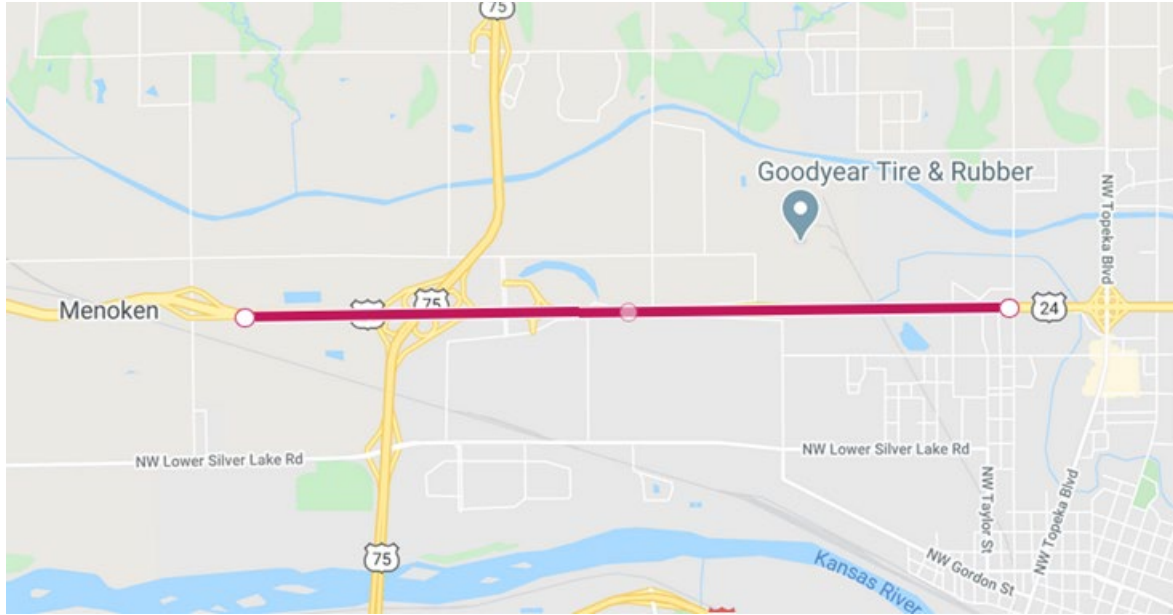 75
Goodyear Tire & Rubber
NW Topeka Blvd
Menoken
75
24
NW Lower Silver Lake Rd
NW Lower Silver Lake Rd
NW Taylor St
NW Topeka Blvd
75
NW Gordon St
Kansas River